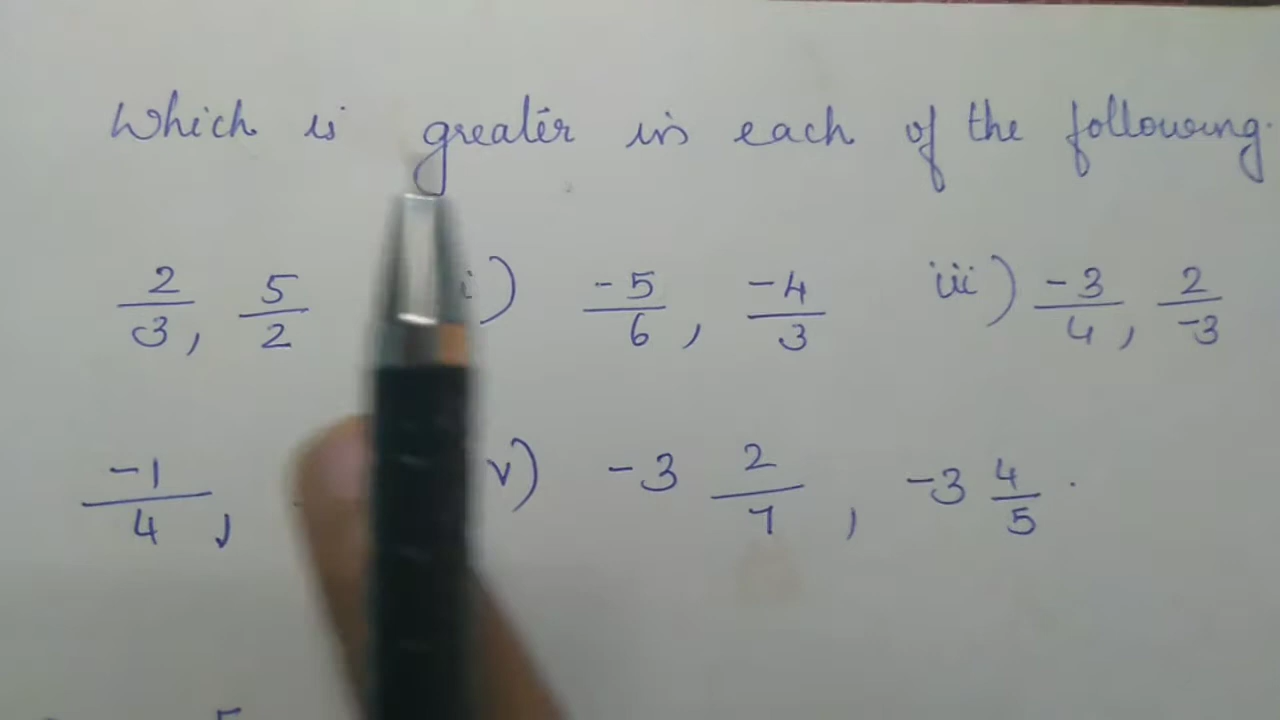 Which is greater in each of the following.
2/3, 5/2 i) -5/6, -4/3 iii) -3/4, 2/-3
-1/4, v) -3 2/7, -3 4/5.
5